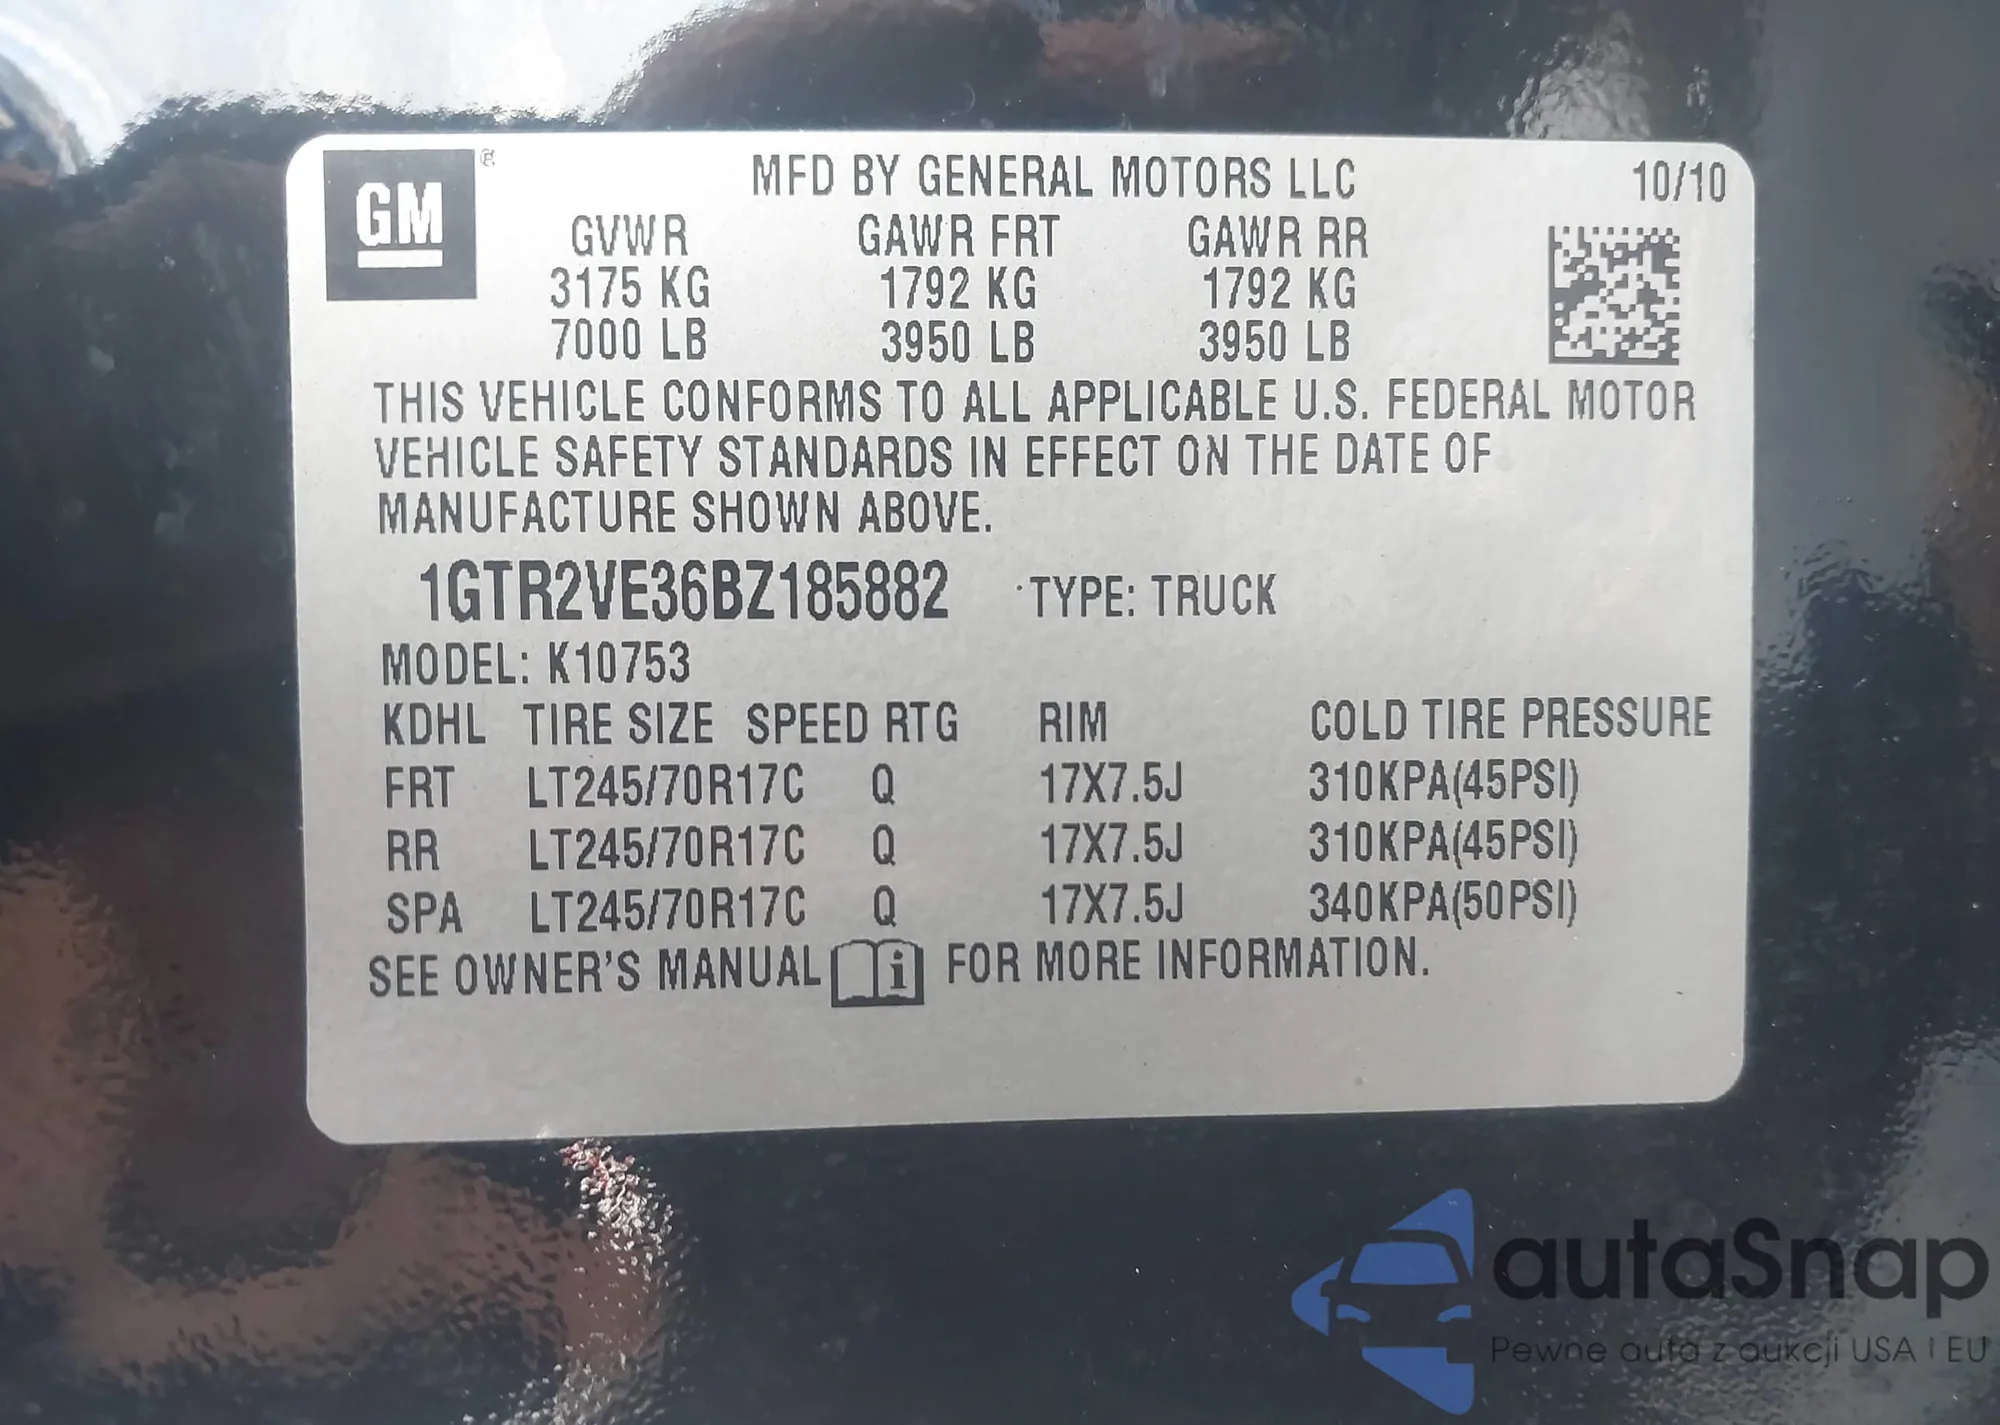 GM ®
MFD BY GENERAL MOTORS LLC 10/10
GVWR GAWR FRT GAWR RR
3175 KG 1792 KG 1792 KG
7000 LB 3950 LB 3950 LB
THIS VEHICLE CONFORMS TO ALL APPLICABLE U.S. FEDERAL MOTOR
VEHICLE SAFETY STANDARDS IN EFFECT ON THE DATE OF
MANUFACTURE SHOWN ABOVE.
1GTR2VE36BZ185882 TYPE: TRUCK
MODEL: K10753
KDHL TIRE SIZE SPEED RTG RIM COLD TIRE PRESSURE
FRT LT245/70R17C Q 17X7.5J 310KPA(45PSI)
RR LT245/70R17C Q 17X7.5J 310KPA(45PSI)
SPA LT245/70R17C Q 17X7.5J 340KPA(50PSI)
SEE OWNER'S MANUAL i FOR MORE INFORMATION.
autaSnap
Pewne auta z aukcji USA i EU